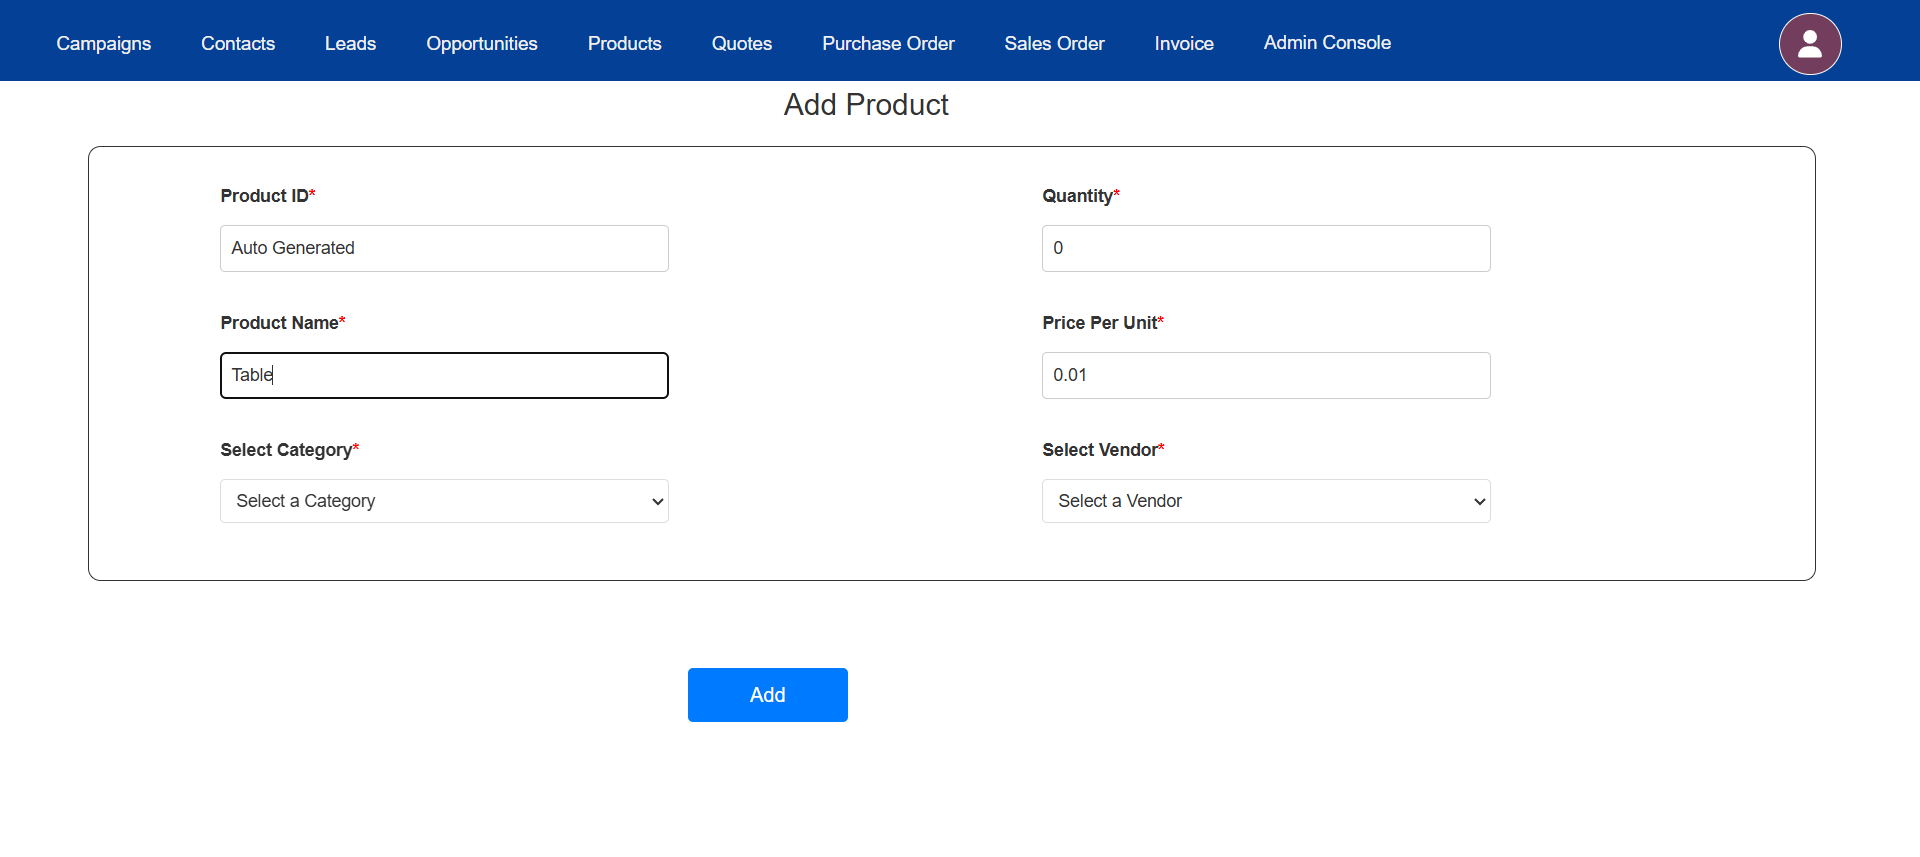 Campaigns Contacts Leads Opportunities Products Quotes Purchase Order Sales Order Invoice Admin Console
Add Product
Product ID* Quantity*
Auto Generated 0
Product Name* Price Per Unit*
Table 0.01
Select Category* Select Vendor*
Select a Category Select a Vendor
Add